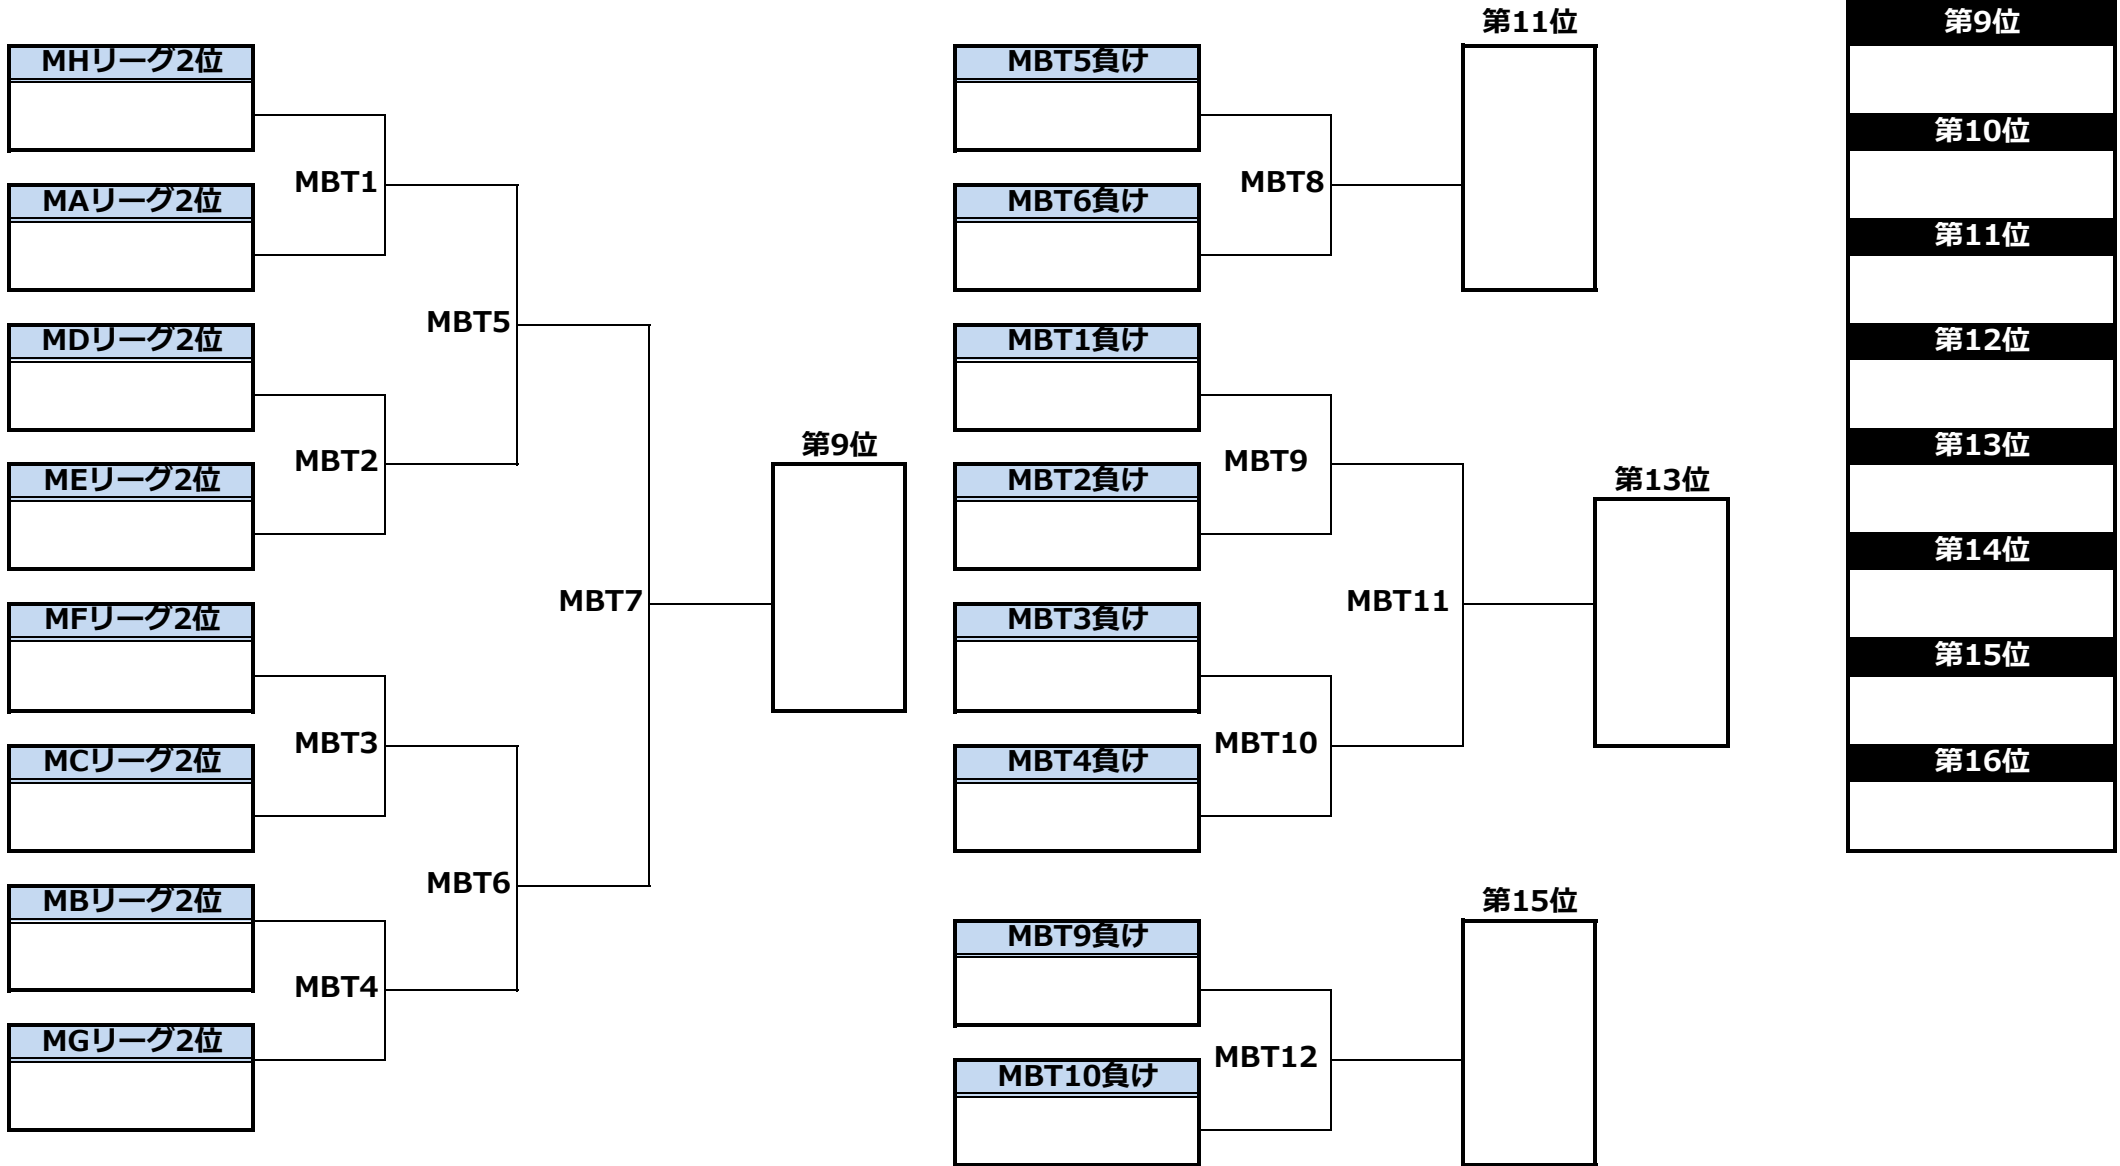 MHリーグ2位
MAリーグ2位
MBT1
MDリーグ2位
MEリーグ2位
MBT2
MBT5
MFリーグ2位
MCリーグ2位
MBT3
MBリーグ2位
MGリーグ2位
MBT4
MBT6
MBT7
第9位
MBT5負け
MBT6負け
MBT8
第11位
MBT1負け
MBT2負け
MBT9
MBT3負け
MBT4負け
MBT10
MBT11
第13位
MBT9負け
MBT10負け
MBT12
第15位
第9位
第10位
第11位
第12位
第13位
第14位
第15位
第16位